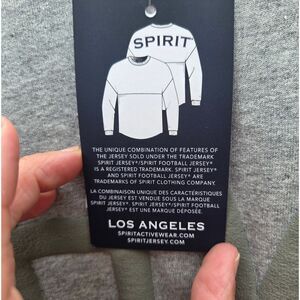 SPIRIT
THE UNIQUE COMBINATION OF FEATURES OF
THE JERSEY SOLD UNDER THE TRADEMARK
SPIRIT JERSEY®/SPIRIT FOOTBALL JERSEY®
IS A REGISTERED TRADEMARK. SPIRIT JERSEY®
AND SPIRIT FOOTBALL JERSEY® ARE
TRADEMARKS OF SPIRIT CLOTHING COMPANY.
LA COMBINAISON UNIQUE DES CARACTÉRISTIQUES
DU JERSEY EST VENDUE SOUS LA MARQUE
SPIRIT JERSEY®. SPIRIT JERSEY®/SPIRIT FOOTBALL
JERSEY® EST UNE MARQUE DÉPOSÉE.
LOS ANGELES
SPIRITACTIVEWEAR.COM
SPIRITJERSEY.COM